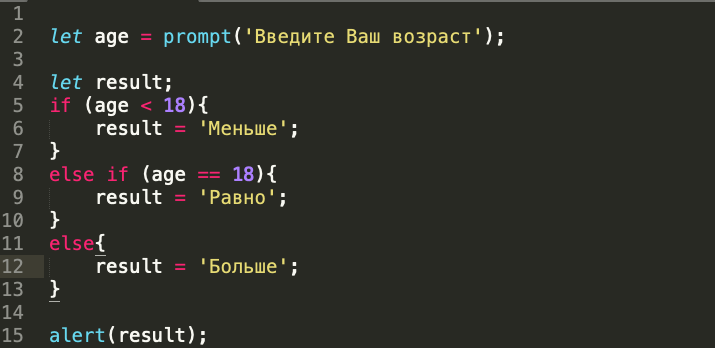 1
2 let age = prompt('Введите Ваш возраст');
3
4 let result;
5 if (age < 18){
6     result = 'Меньше';
7 }
8 else if (age == 18){
9     result = 'Равно';
10 }
11 else{
12     result = 'Больше';
13 }
14
15 alert(result);